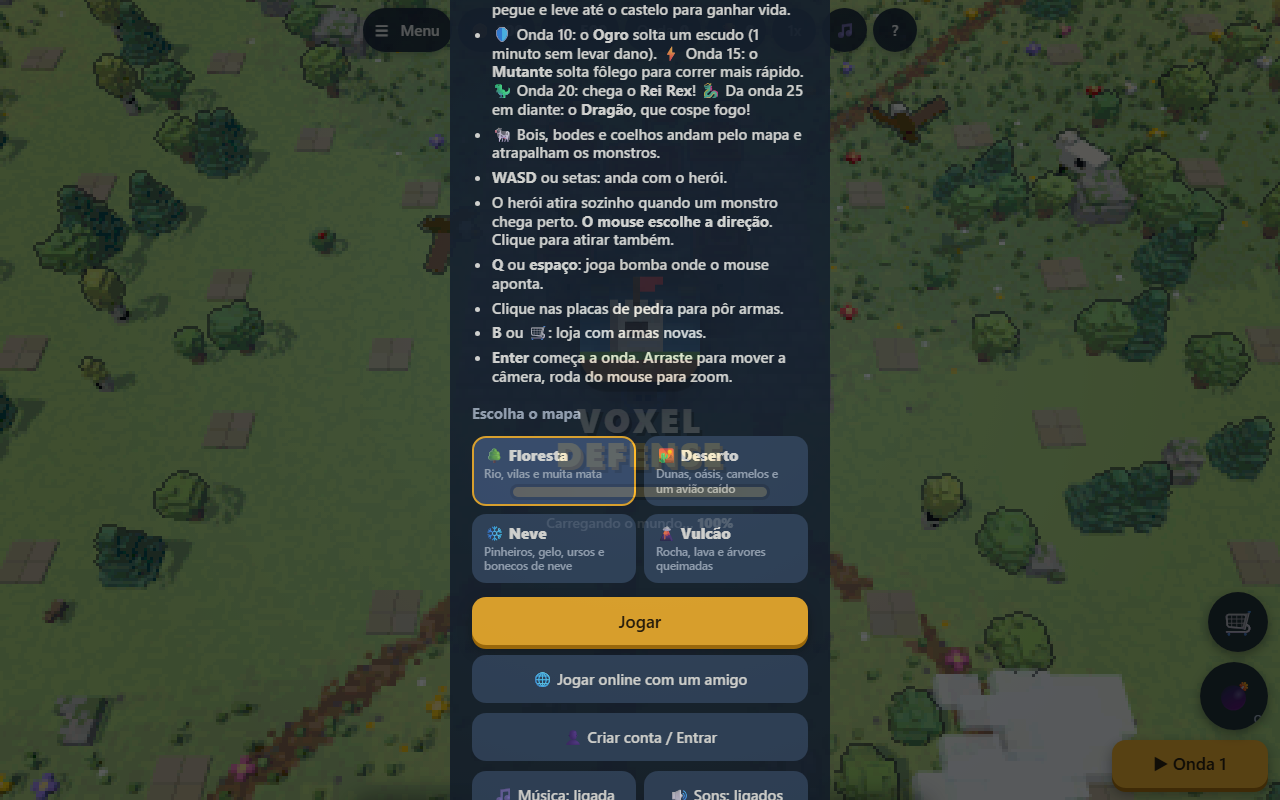 pegue e leve até o castelo para ganhar vida.
Menu
?
Onda 10: o Ogro solta um escudo (1
minuto sem levar dano). Onda 15: o
Mutante solta fôlego para correr mais rápido.
Onda 20: chega o Rei Rex! Da onda 25
em diante: o Dragão, que cospe fogo!
Bois, bodes e coelhos andam pelo mapa e
atrapalham os monstros.
WASD ou setas: anda com o herói.
O herói atira sozinho quando um monstro
chega perto. O mouse escolhe a direção.
Clique para atirar também.
Q ou espaço: joga bomba onde o mouse
aponta.
Clique nas placas de pedra para pôr armas.
B ou : loja com armas novas.
Enter começa a onda. Arraste para mover a
câmera, roda do mouse para zoom.
Escolha o mapa
VOXEL
DEFENSE
Floresta
Rio, vilas e muita mata
Deserto
Dunas, oásis, camelos e
um avião caído
Carregando o mundo... 100%
Neve
Pinheiros, gelo, ursos e
bonecos de neve
Vulcão
Rocha, lava e árvores
queimadas
Jogar
Jogar online com um amigo
Criar conta / Entrar
Música: ligada
Sons: ligados
▶ Onda 1